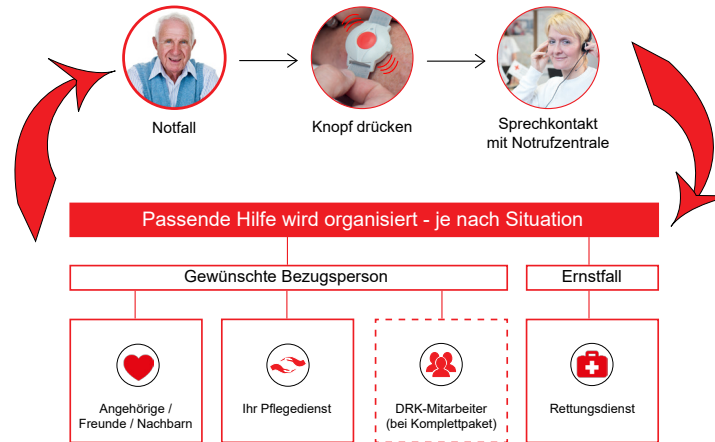 Notfall
Knopf drücken
Sprechkontakt
mit Notrufzentrale
Passende Hilfe wird organisiert - je nach Situation
Gewünschte Bezugsperson
Ernstfall
Angehörige /
Freunde / Nachbarn
Ihr Pflegedienst
DRK-Mitarbeiter
(bei Komplettpaket)
Rettungsdienst